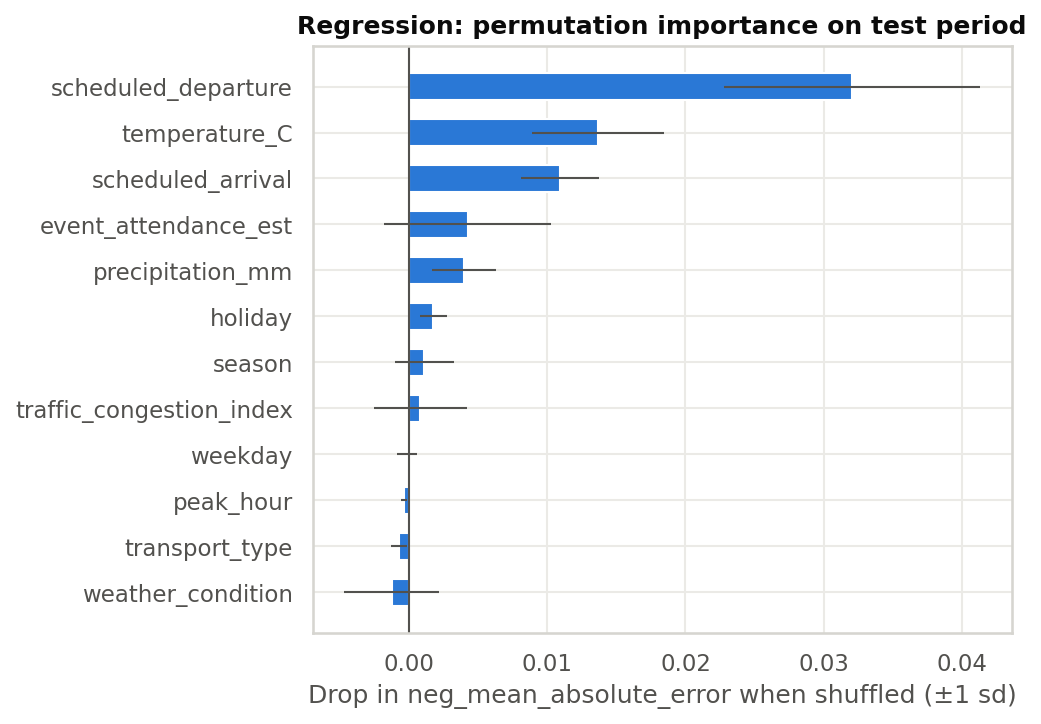 Regression: permutation importance on test period
scheduled_departure
temperature_C
scheduled_arrival
event_attendance_est
precipitation_mm
holiday
season
traffic_congestion_index
weekday
peak_hour
transport_type
weather_condition
0.00 0.01 0.02 0.03 0.04
Drop in neg_mean_absolute_error when shuffled (±1 sd)